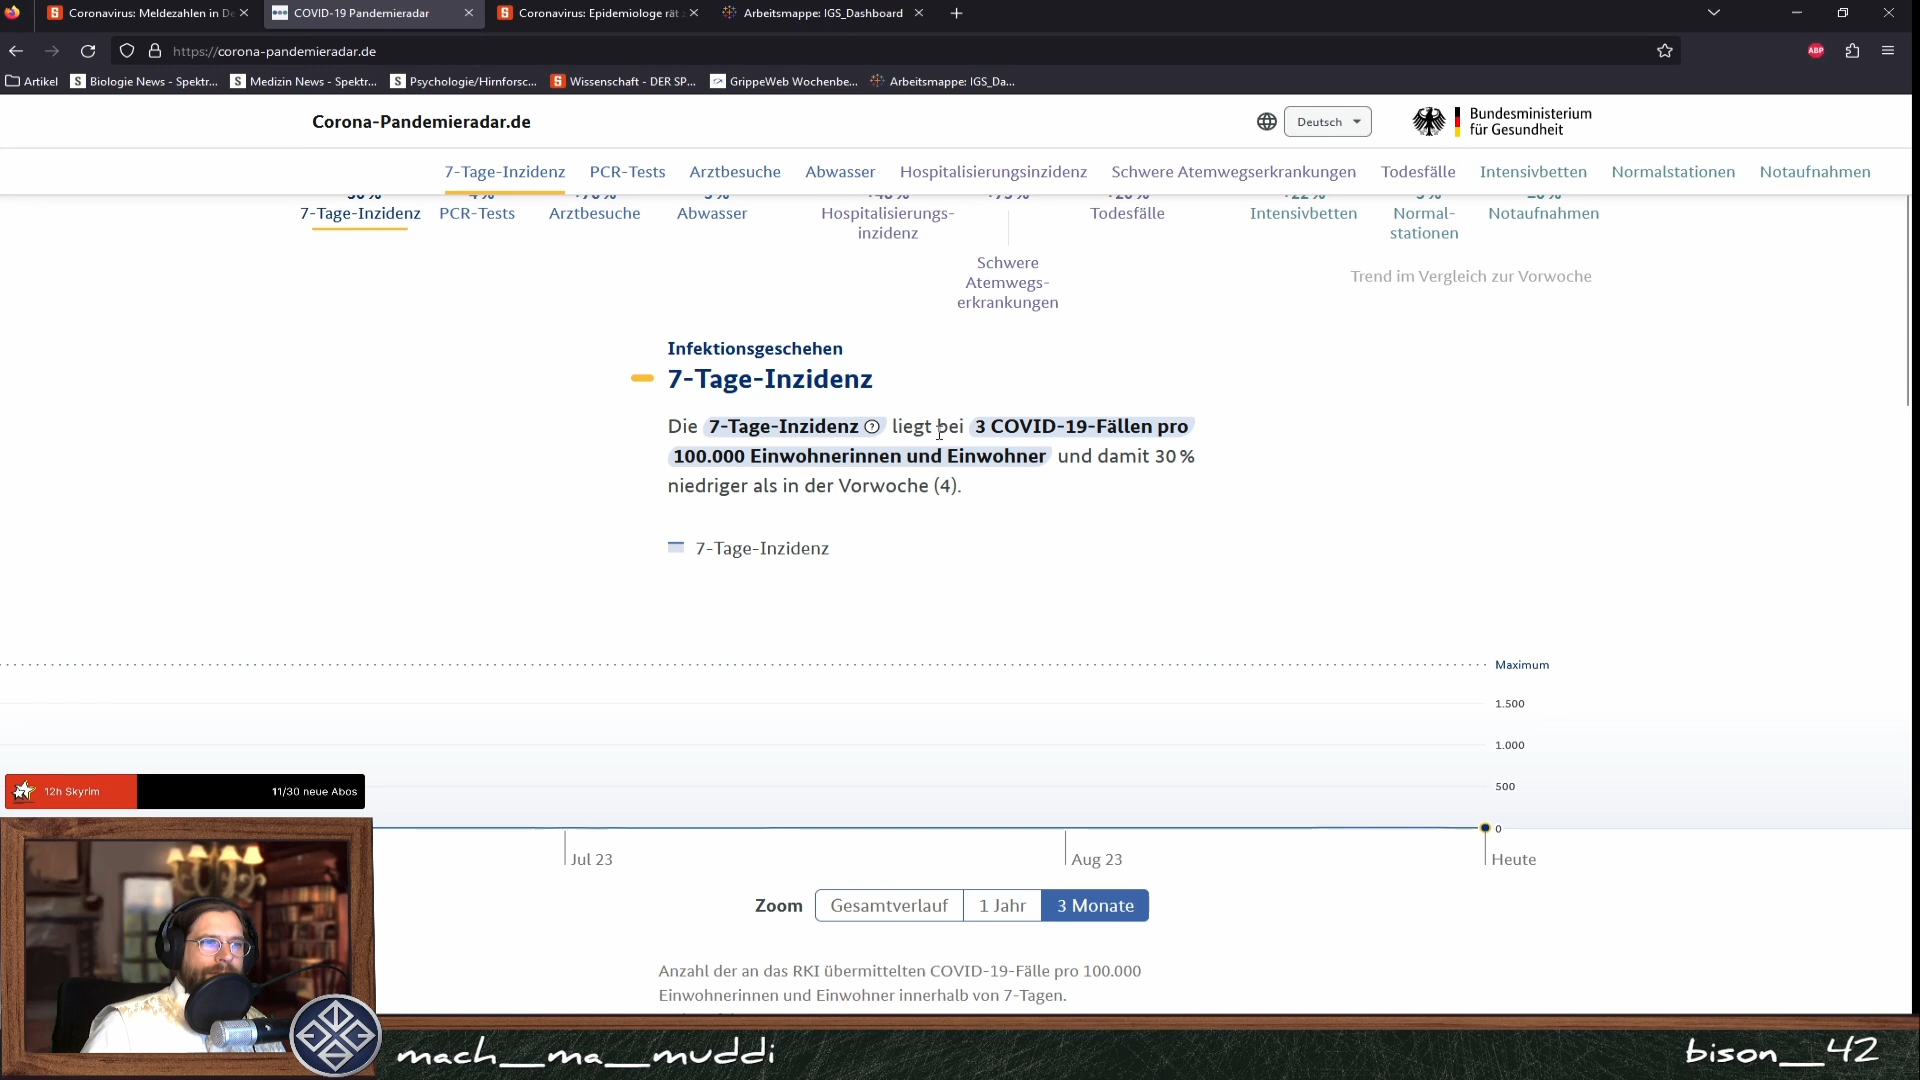 Coronavirus: Meldezahlen in De
COVID-19 Pandemieradar
Coronavirus: Epidemiologe rät
Arbeitsmappe: IGS_Dashboard
https://corona-pandemieradar.de
ABP
Artikel
Biologie News - Spektr...
Medizin News - Spektr...
Psychologie/Hirnforsc...
Wissenschaft - DER SP...
GrippeWeb Wochenbe...
Arbeitsmappe: IGS_Da...
Corona-Pandemieradar.de
Deutsch
Bundesministerium
für Gesundheit
7-Tage-Inzidenz PCR-Tests Arztbesuche Abwasser Hospitalisierungsinzidenz Schwere Atemwegserkrankungen Todesfälle Intensivbetten Normalstationen Notaufnahmen
7-Tage-Inzidenz
PCR-Tests
Arztbesuche
Abwasser
Hospitalisierungs-
inzidenz
Schwere
Atemwegs-
erkrankungen
Todesfälle
Intensivbetten
Normal-
stationen
Notaufnahmen
Trend im Vergleich zur Vorwoche
Infektionsgeschehen
7-Tage-Inzidenz
Die 7-Tage-Inzidenz liegt bei 3 COVID-19-Fällen pro
100.000 Einwohnerinnen und Einwohner und damit 30 %
niedriger als in der Vorwoche (4).
7-Tage-Inzidenz
Maximum
1.500
1.000
500
0
Jul 23
Aug 23
Heute
Zoom Gesamtverlauf 1 Jahr 3 Monate
Anzahl der an das RKI übermittelten COVID-19-Fälle pro 100.000
Einwohnerinnen und Einwohner innerhalb von 7-Tagen.
12h Skyrim
11/30 neue Abos
mach__ma__muddi
bison__42